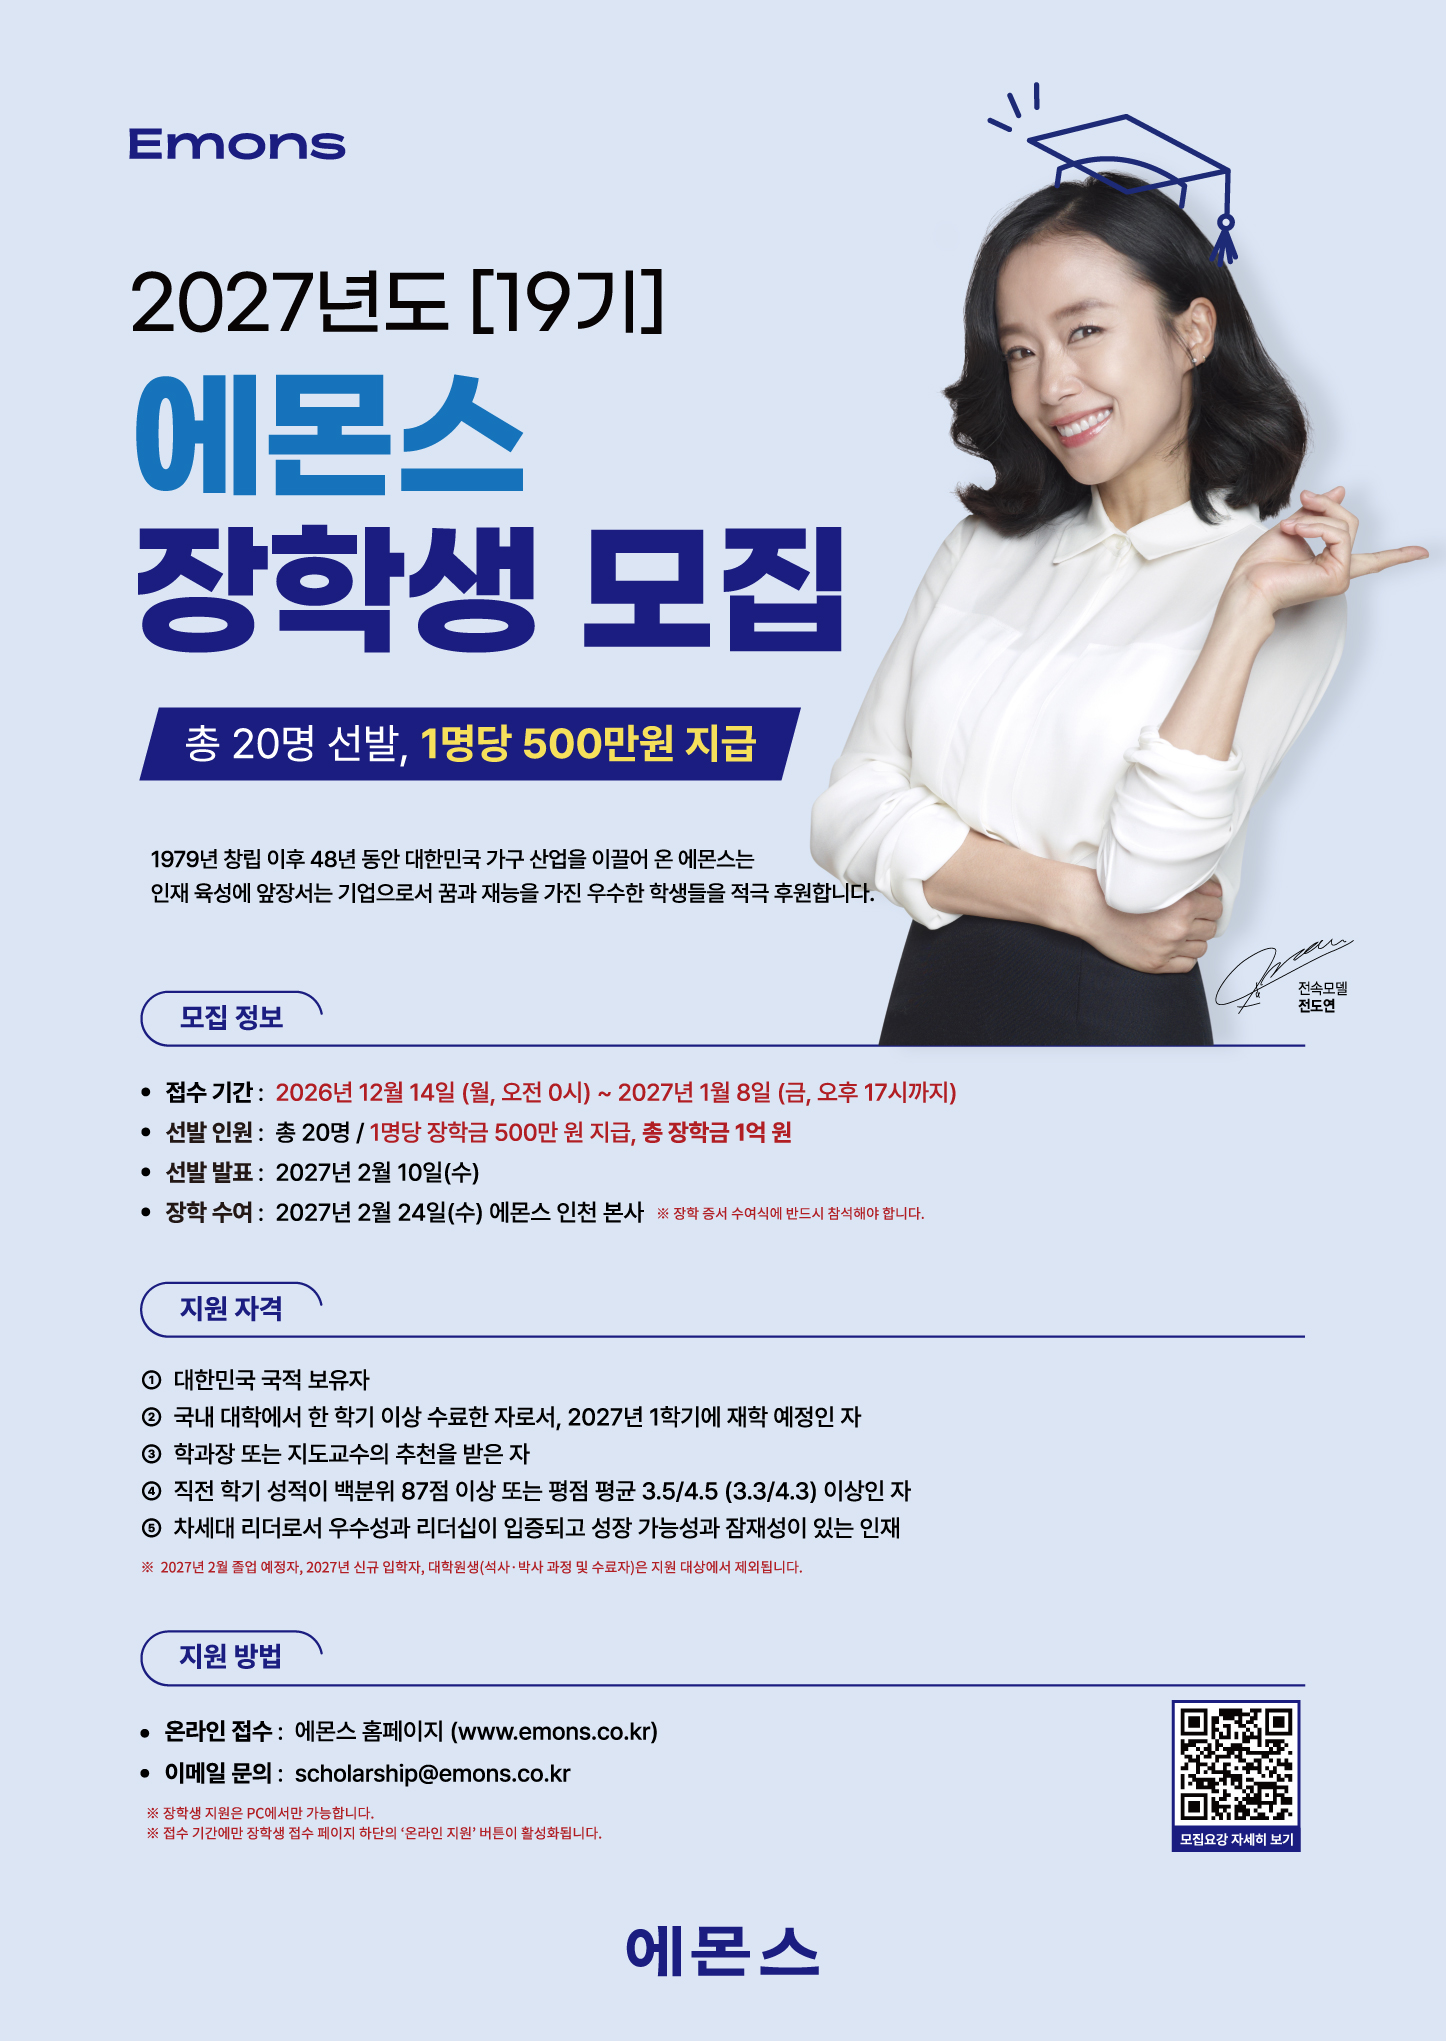 Emons
2027년도 [19기]
에몬스
장학생 모집
총 20명 선발, 1명당 500만원 지급
1979년 창립 이후 48년 동안 대한민국 가구 산업을 이끌어 온 에몬스는
인재 육성에 앞장서는 기업으로서 꿈과 재능을 가진 우수한 학생들을 적극 후원합니다.
전속모델
전도연
모집 정보
• 접수 기간 : 2026년 12월 14일 (월, 오전 0시) ~ 2027년 1월 8일 (금, 오후 17시까지)
• 선발 인원 : 총 20명 / 1명당 장학금 500만 원 지급, 총 장학금 1억 원
• 선발 발표 : 2027년 2월 10일(수)
• 장학 수여 : 2027년 2월 24일(수) 에몬스 인천 본사 ※ 장학 증서 수여식에 반드시 참석해야 합니다.
지원 자격
① 대한민국 국적 보유자
② 국내 대학에서 한 학기 이상 수료한 자로서, 2027년 1학기에 재학 예정인 자
③ 학과장 또는 지도교수의 추천을 받은 자
④ 직전 학기 성적이 백분위 87점 이상 또는 평점 평균 3.5/4.5 (3.3/4.3) 이상인 자
⑤ 차세대 리더로서 우수성과 리더십이 입증되고 성장 가능성과 잠재성이 있는 인재
※ 2027년 2월 졸업 예정자, 2027년 신규 입학자, 대학원생(석사·박사 과정 및 수료자)은 지원 대상에서 제외됩니다.
지원 방법
• 온라인 접수 : 에몬스 홈페이지 (www.emons.co.kr)
• 이메일 문의 : scholarship@emons.co.kr
※ 장학생 지원은 PC에서만 가능합니다.
※ 접수 기간에만 장학생 접수 페이지 하단의 ‘온라인 지원’ 버튼이 활성화됩니다.
모집요강 자세히 보기
에몬스